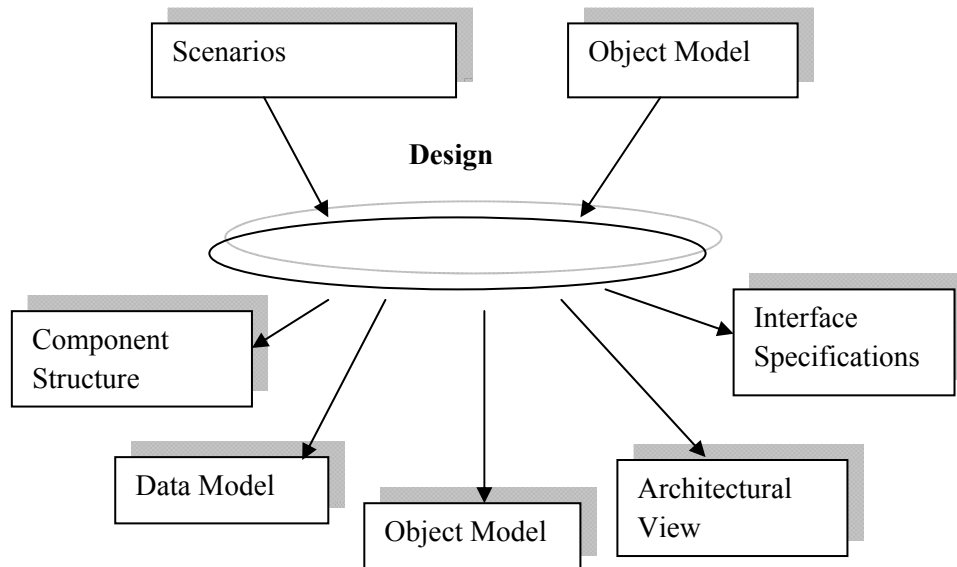 Scenarios
Object Model
Design
Component
Structure
Interface
Specifications
Data Model
Object Model
Architectural
View